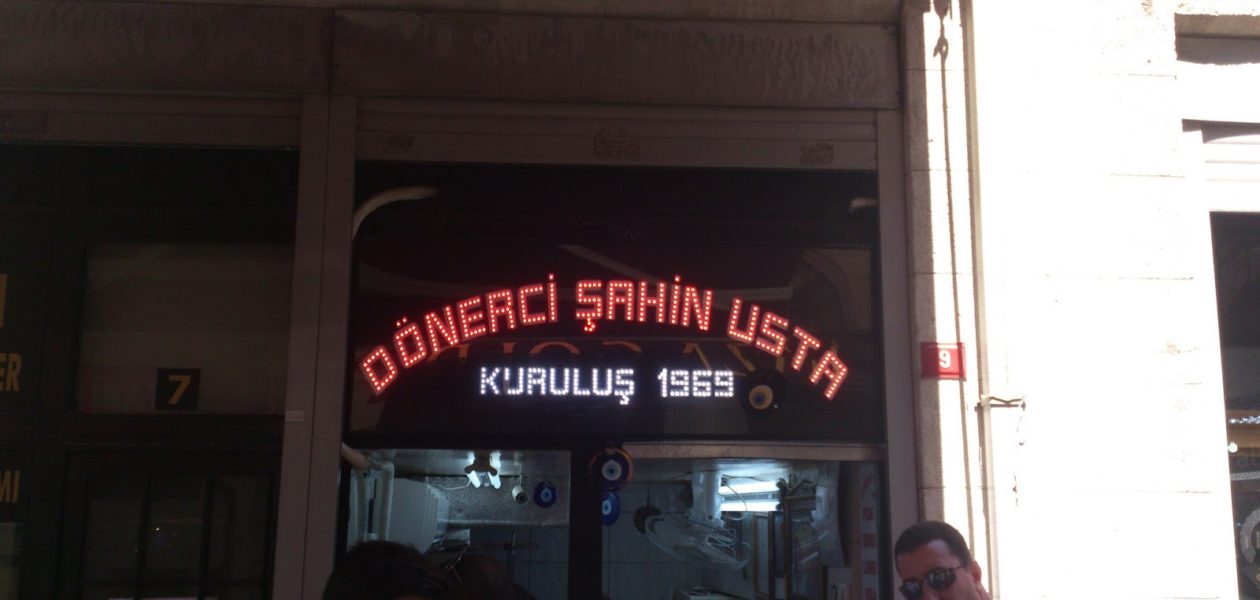 DÖNERCİ ŞAHİN USTA
KURULUŞ 1969
7
9